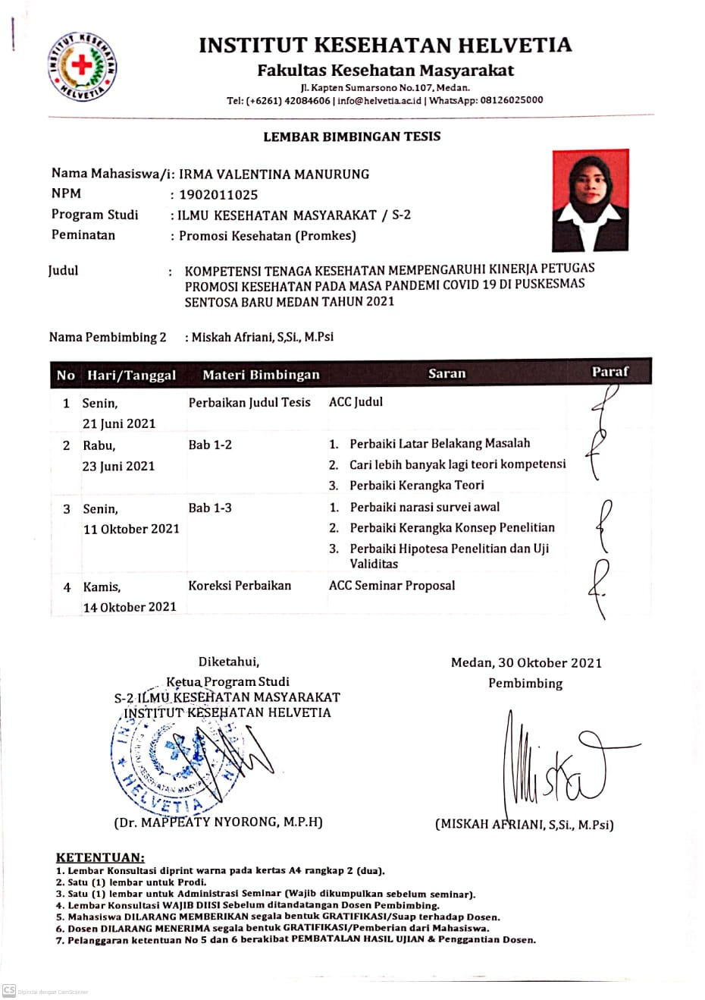 INSTITUT KESEHATAN HELVETIA
INSTITUT KESEHATAN HELVETIA
Fakultas Kesehatan Masyarakat
Jl. Kapten Sumarsono No.107, Medan.
Tel: (+6261) 42084606 | info@helvetia.ac.id | WhatsApp: 08126025000
LEMBAR BIMBINGAN TESIS
Nama Mahasiswa/i: IRMA VALENTINA MANURUNG
NPM : 1902011025
Program Studi : ILMU KESEHATAN MASYARAKAT / S-2
Peminatan : Promosi Kesehatan (Promkes)
Judul : KOMPETENSI TENAGA KESEHATAN MEMPENGARUHI KINERJA PETUGAS
PROMOSI KESEHATAN PADA MASA PANDEMI COVID 19 DI PUSKESMAS
SENTOSA BARU MEDAN TAHUN 2021
Nama Pembimbing 2 : Miskah Afriani, S,Si., M.Psi
No Hari/Tanggal Materi Bimbingan Saran Paraf
1 Senin, Perbaikan Judul Tesis ACC Judul
21 Juni 2021
2 Rabu, Bab 1-2 1. Perbaiki Latar Belakang Masalah
23 Juni 2021 2. Cari lebih banyak lagi teori kompetensi
3. Perbaiki Kerangka Teori
3 Senin, Bab 1-3 1. Perbaiki narasi survei awal
11 Oktober 2021 2. Perbaiki Kerangka Konsep Penelitian
3. Perbaiki Hipotesa Penelitian dan Uji
Validitas
4 Kamis, Koreksi Perbaikan ACC Seminar Proposal
14 Oktober 2021
Diketahui,
Ketua Program Studi
S-2 ILMU KESEHATAN MASYARAKAT
INSTITUT KESEHATAN HELVETIA
HELVETIA
(Dr. MAPPEATY NYORONG, M.P.H)
Medan, 30 Oktober 2021
Pembimbing
Miska
(MISKAH AFRIANI, S,Si., M.Psi)
KETENTUAN:
1. Lembar Konsultasi diprint warna pada kertas A4 rangkap 2 (dua).
2. Satu (1) lembar untuk Prodi.
3. Satu (1) lembar untuk Administrasi Seminar (Wajib dikumpulkan sebelum seminar).
4. Lembar Konsultasi WAJIB DIISI Sebelum ditandatangan Dosen Pembimbing.
5. Mahasiswa DILARANG MEMBERIKAN segala bentuk GRATIFIKASI/Suap terhadap Dosen.
6. Dosen DILARANG MENERIMA segala bentuk GRATIFIKASI/Pemberian dari Mahasiswa.
7. Pelanggaran ketentuan No 5 dan 6 berakibat PEMBATALAN HASIL UJIAN & Penggantian Dosen.
CS Dipindai dengan CamScanner